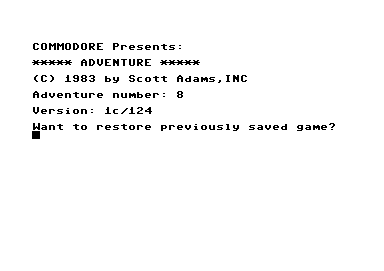 COMMODORE Presents:
***** ADVENTURE *****
(C) 1983 by Scott Adams,INC
Adventure number: 8
Version: 1c/124
Want to restore previously saved game?